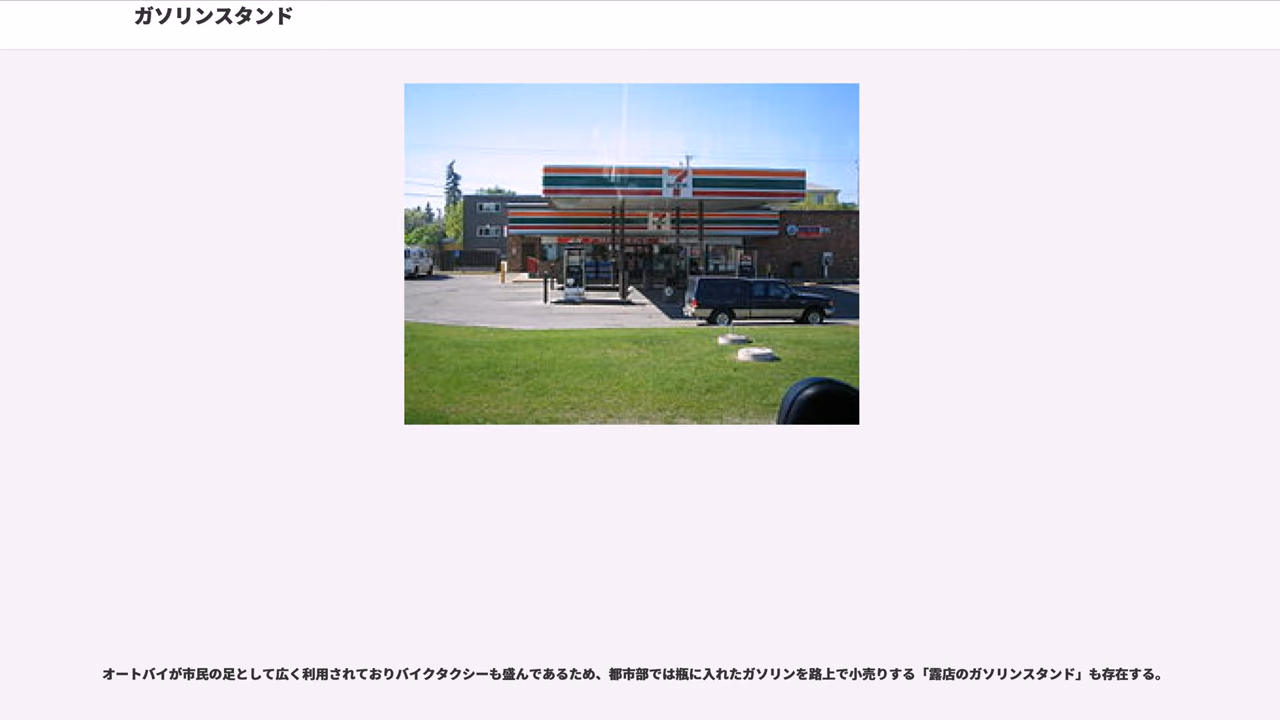 ガソリンスタンド
オートバイが市民の足として広く利用されておりバイクタクシーも盛んであるため、都市部では瓶に入れたガソリンを路上で小売りする「露店のガソリンスタンド」も存在する。